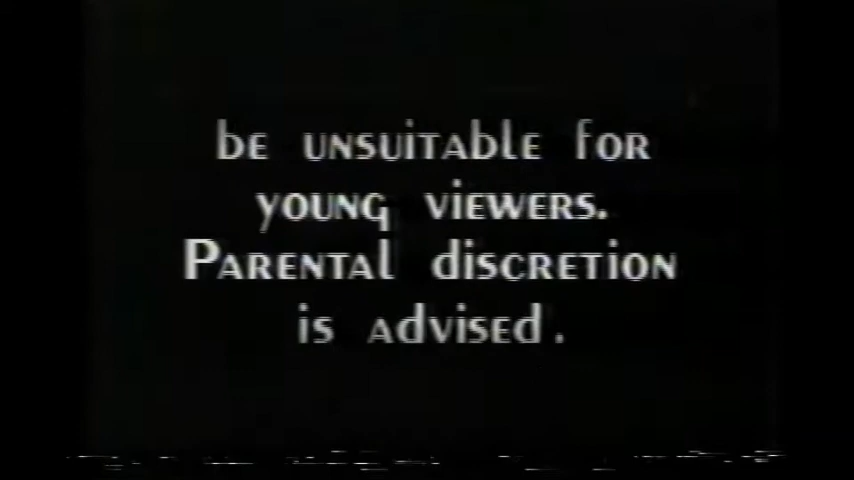 be unsuitable for
young viewers.
Parental discretion
is advised.